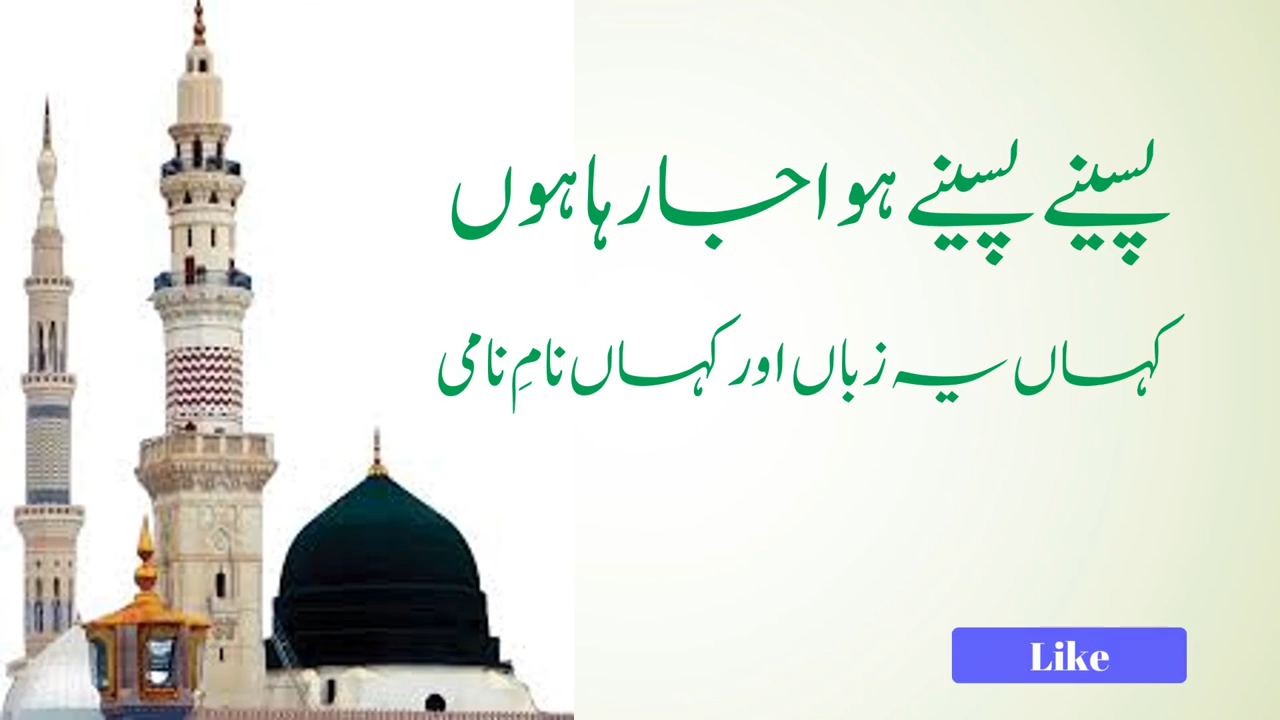 پسینے پسینے ہوا جا رہا ہوں
کہاں یہ زباں اور کہاں نامِ نامی
Like